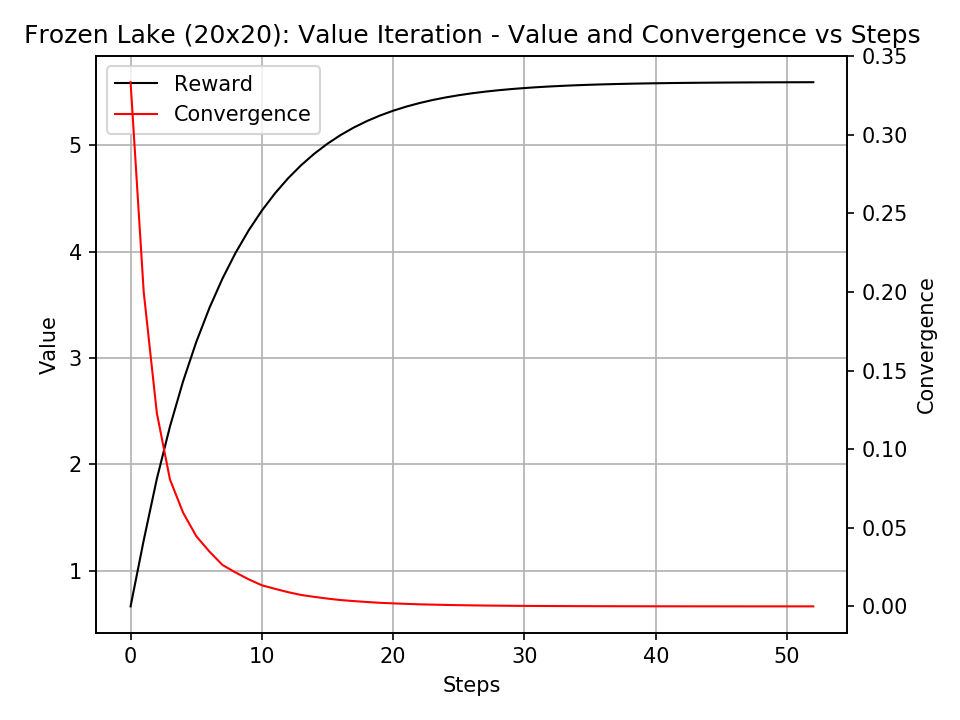 Frozen Lake (20x20): Value Iteration - Value and Convergence vs Steps
Reward
Convergence
5
4
3
2
1
Value
0.35
0.30
0.25
0.20
0.15
0.10
0.05
0.00
Convergence
0 10 20 30 40 50
Steps